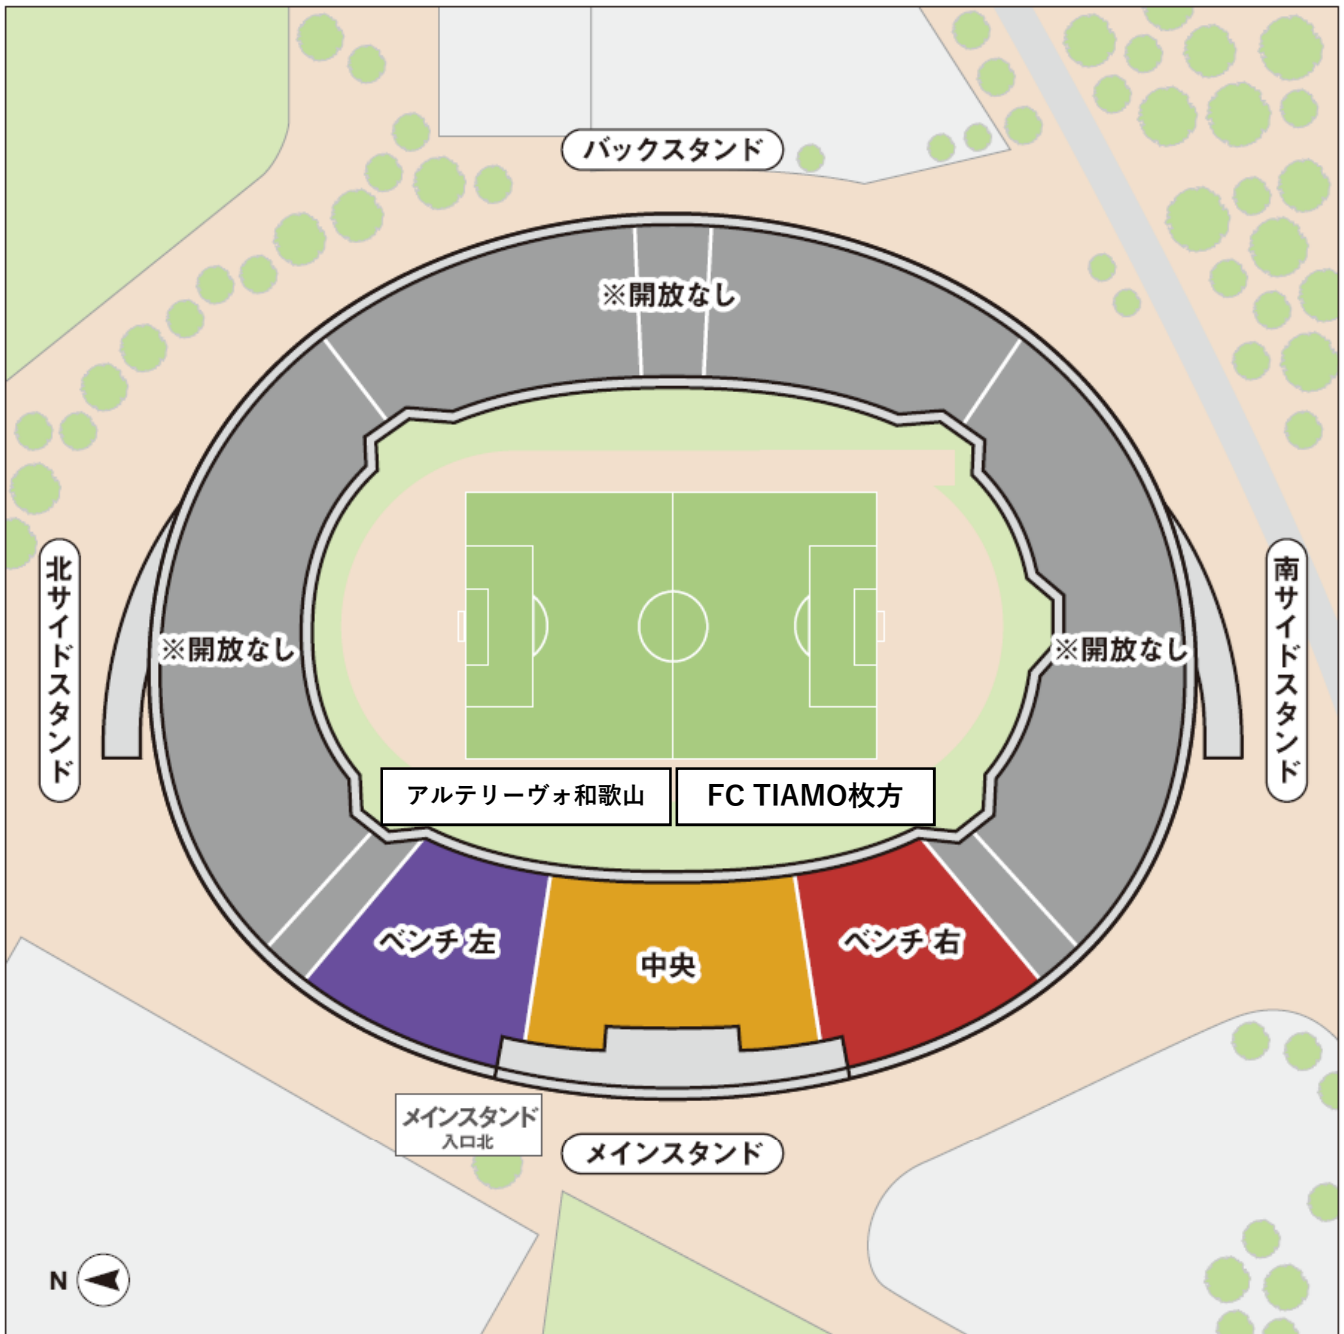 バックスタンド
※開放なし
北サイドスタンド
※開放なし
※開放なし
南サイドスタンド
アルテリーヴォ和歌山
FC TIAMO枚方
ベンチ 左
中央
ベンチ 右
メインスタンド
入口北
メインスタンド
N